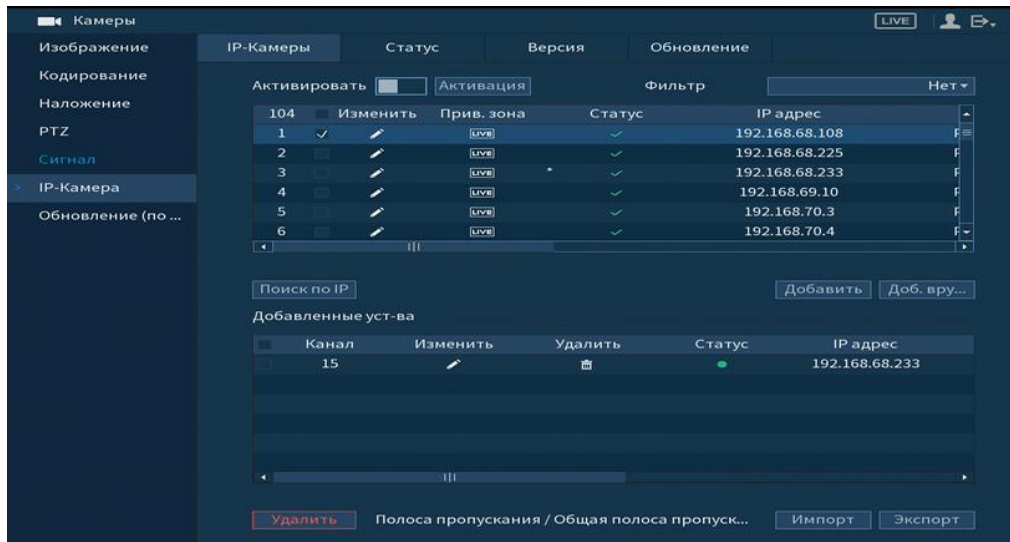 Камеры LIVE
Изображение IP-Камеры Статус Версия Обновление
Кодирование Активировать Активация Фильтр Нет
Наложение 104 Изменить Прив. зона Статус IP адрес
PTZ 1 LIVE 192.168.68.108
Сигнал 2 LIVE 192.168.68.225
3 LIVE * 192.168.68.233
IP-Камера 4 LIVE 192.168.69.10
Обновление (по ... 5 LIVE 192.168.70.3
6 LIVE 192.168.70.4
Поиск по IP Добавить Доб. вру...
Добавленные уст-ва
Канал Изменить Удалить Статус IP адрес
15 192.168.68.233
Удалить Полоса пропускания / Общая полоса пропуск... Импорт Экспорт